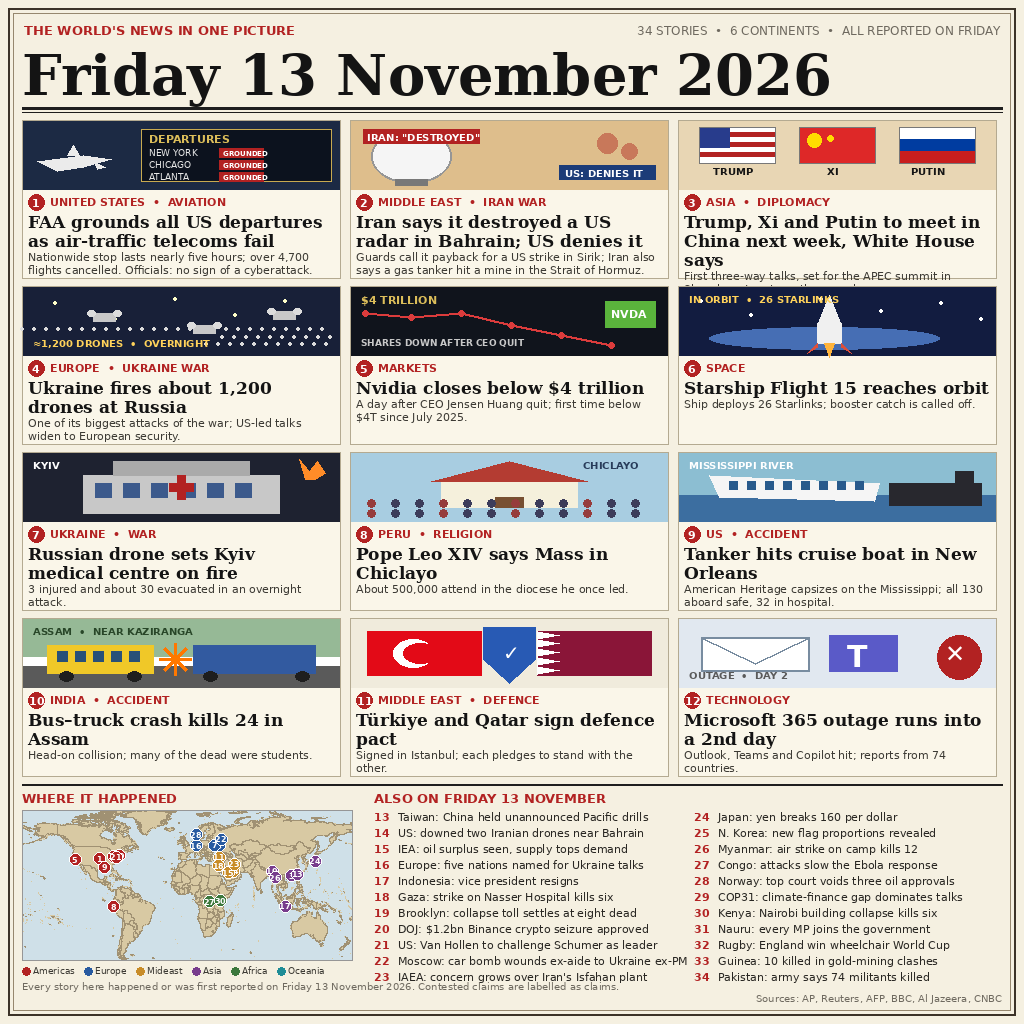 THE WORLD'S NEWS IN ONE PICTURE
34 STORIES • 6 CONTINENTS • ALL REPORTED ON FRIDAY
Friday 13 November 2026
DEPARTURES
NEW YORK GROUNDED
CHICAGO GROUNDED
ATLANTA GROUNDED
1 UNITED STATES • AVIATION
FAA grounds all US departures
as air-traffic telecoms fail
Nationwide stop lasts nearly five hours; over 4,700
flights cancelled. Officials: no sign of a cyberattack.
IRAN: "DESTROYED"
US: DENIES IT
2 MIDDLE EAST • IRAN WAR
Iran says it destroyed a US
radar in Bahrain; US denies it
Guards call it payback for a US strike in Sirik; Iran also
says a gas tanker hit a mine in the Strait of Hormuz.
TRUMP XI PUTIN
3 ASIA • DIPLOMACY
Trump, Xi and Putin to meet in
China next week, White House
says
First three-way talks, set for the APEC summit in
≈1,200 DRONES • OVERNIGHT
4 EUROPE • UKRAINE WAR
Ukraine fires about 1,200
drones at Russia
One of its biggest attacks of the war; US-led talks
widen to European security.
$4 TRILLION
NVDA
SHARES DOWN AFTER CEO QUIT
5 MARKETS
Nvidia closes below $4 trillion
A day after CEO Jensen Huang quit; first time below
$4T since July 2025.
IN ORBIT • 26 STARLINKS
6 SPACE
Starship Flight 15 reaches orbit
Ship deploys 26 Starlinks; booster catch is called off.
KYIV
7 UKRAINE • WAR
Russian drone sets Kyiv
medical centre on fire
3 injured and about 30 evacuated in an overnight
attack.
CHICLAYO
8 PERU • RELIGION
Pope Leo XIV says Mass in
Chiclayo
About 500,000 attend in the diocese he once led.
MISSISSIPPI RIVER
9 US • ACCIDENT
Tanker hits cruise boat in New
Orleans
American Heritage capsizes on the Mississippi; all 130
aboard safe, 32 in hospital.
ASSAM • NEAR KAZIRANGA
10 INDIA • ACCIDENT
Bus–truck crash kills 24 in
Assam
Head-on collision; many of the dead were students.
✓
11 MIDDLE EAST • DEFENCE
Türkiye and Qatar sign defence
pact
Signed in Istanbul; each pledges to stand with the
other.
T
✕
OUTAGE • DAY 2
12 TECHNOLOGY
Microsoft 365 outage runs into
a 2nd day
Outlook, Teams and Copilot hit; reports from 74
countries.
WHERE IT HAPPENED
5
9
8
28
16
24
17
Americas Europe Mideast Asia Africa Oceania
ALSO ON FRIDAY 13 NOVEMBER
13 Taiwan: China held unannounced Pacific drills
14 US: downed two Iranian drones near Bahrain
15 IEA: oil surplus seen, supply tops demand
16 Europe: five nations named for Ukraine talks
17 Indonesia: vice president resigns
18 Gaza: strike on Nasser Hospital kills six
19 Brooklyn: collapse toll settles at eight dead
20 DOJ: $1.2bn Binance crypto seizure approved
21 US: Van Hollen to challenge Schumer as leader
22 Moscow: car bomb wounds ex-aide to Ukraine ex-PM
23 IAEA: concern grows over Iran's Isfahan plant
24 Japan: yen breaks 160 per dollar
25 N. Korea: new flag proportions revealed
26 Myanmar: air strike on camp kills 12
27 Congo: attacks slow the Ebola response
28 Norway: top court voids three oil approvals
29 COP31: climate-finance gap dominates talks
30 Kenya: Nairobi building collapse kills six
31 Nauru: every MP joins the government
32 Rugby: England win wheelchair World Cup
33 Guinea: 10 killed in gold-mining clashes
34 Pakistan: army says 74 militants killed
Every story here happened or was first reported on Friday 13 November 2026. Contested claims are labelled as claims.
Sources: AP, Reuters, AFP, BBC, Al Jazeera, CNBC